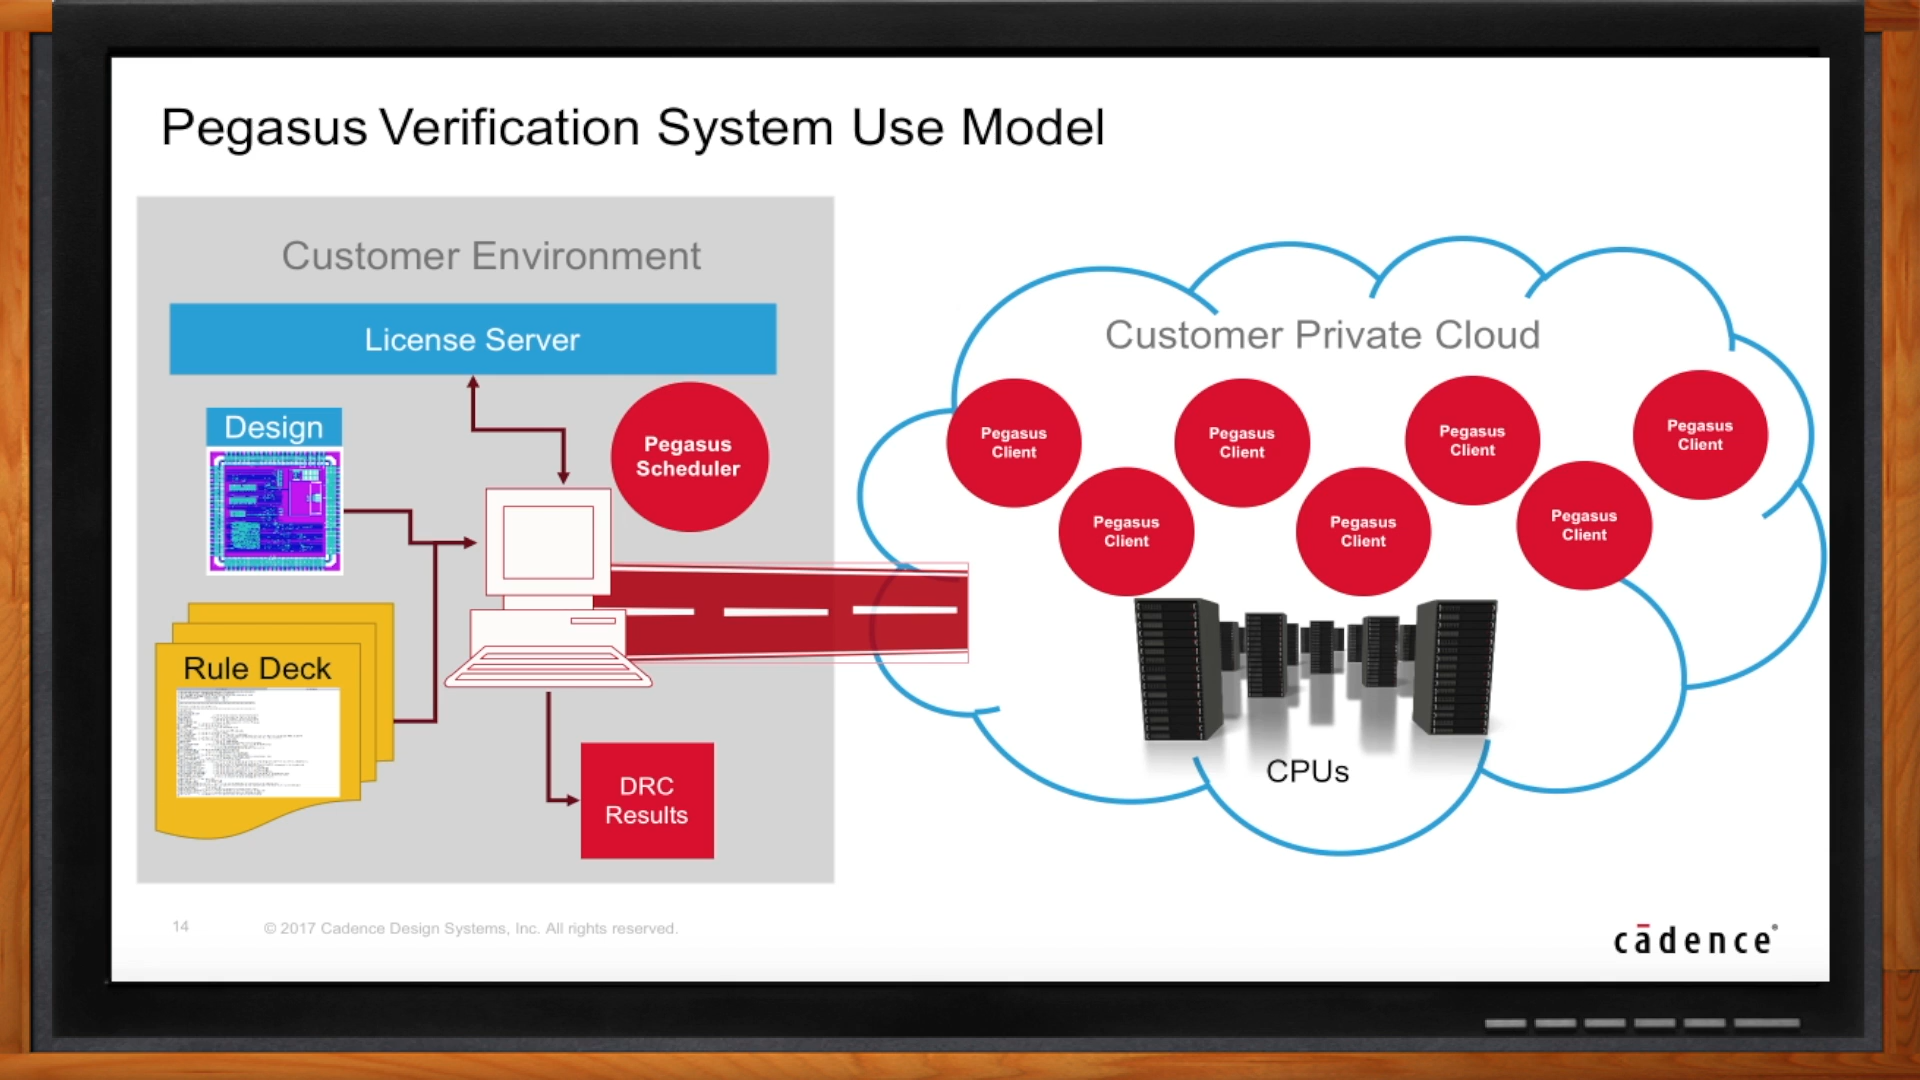 Pegasus Verification System Use Model
Customer Environment
License Server
Design
Pegasus
Scheduler
Rule Deck
DRC
Results
Customer Private Cloud
Pegasus
Client
Pegasus
Client
Pegasus
Client
Pegasus
Client
Pegasus
Client
Pegasus
Client
Pegasus
Client
CPUs
14
© 2017 Cadence Design Systems, Inc. All rights reserved.
cādence®